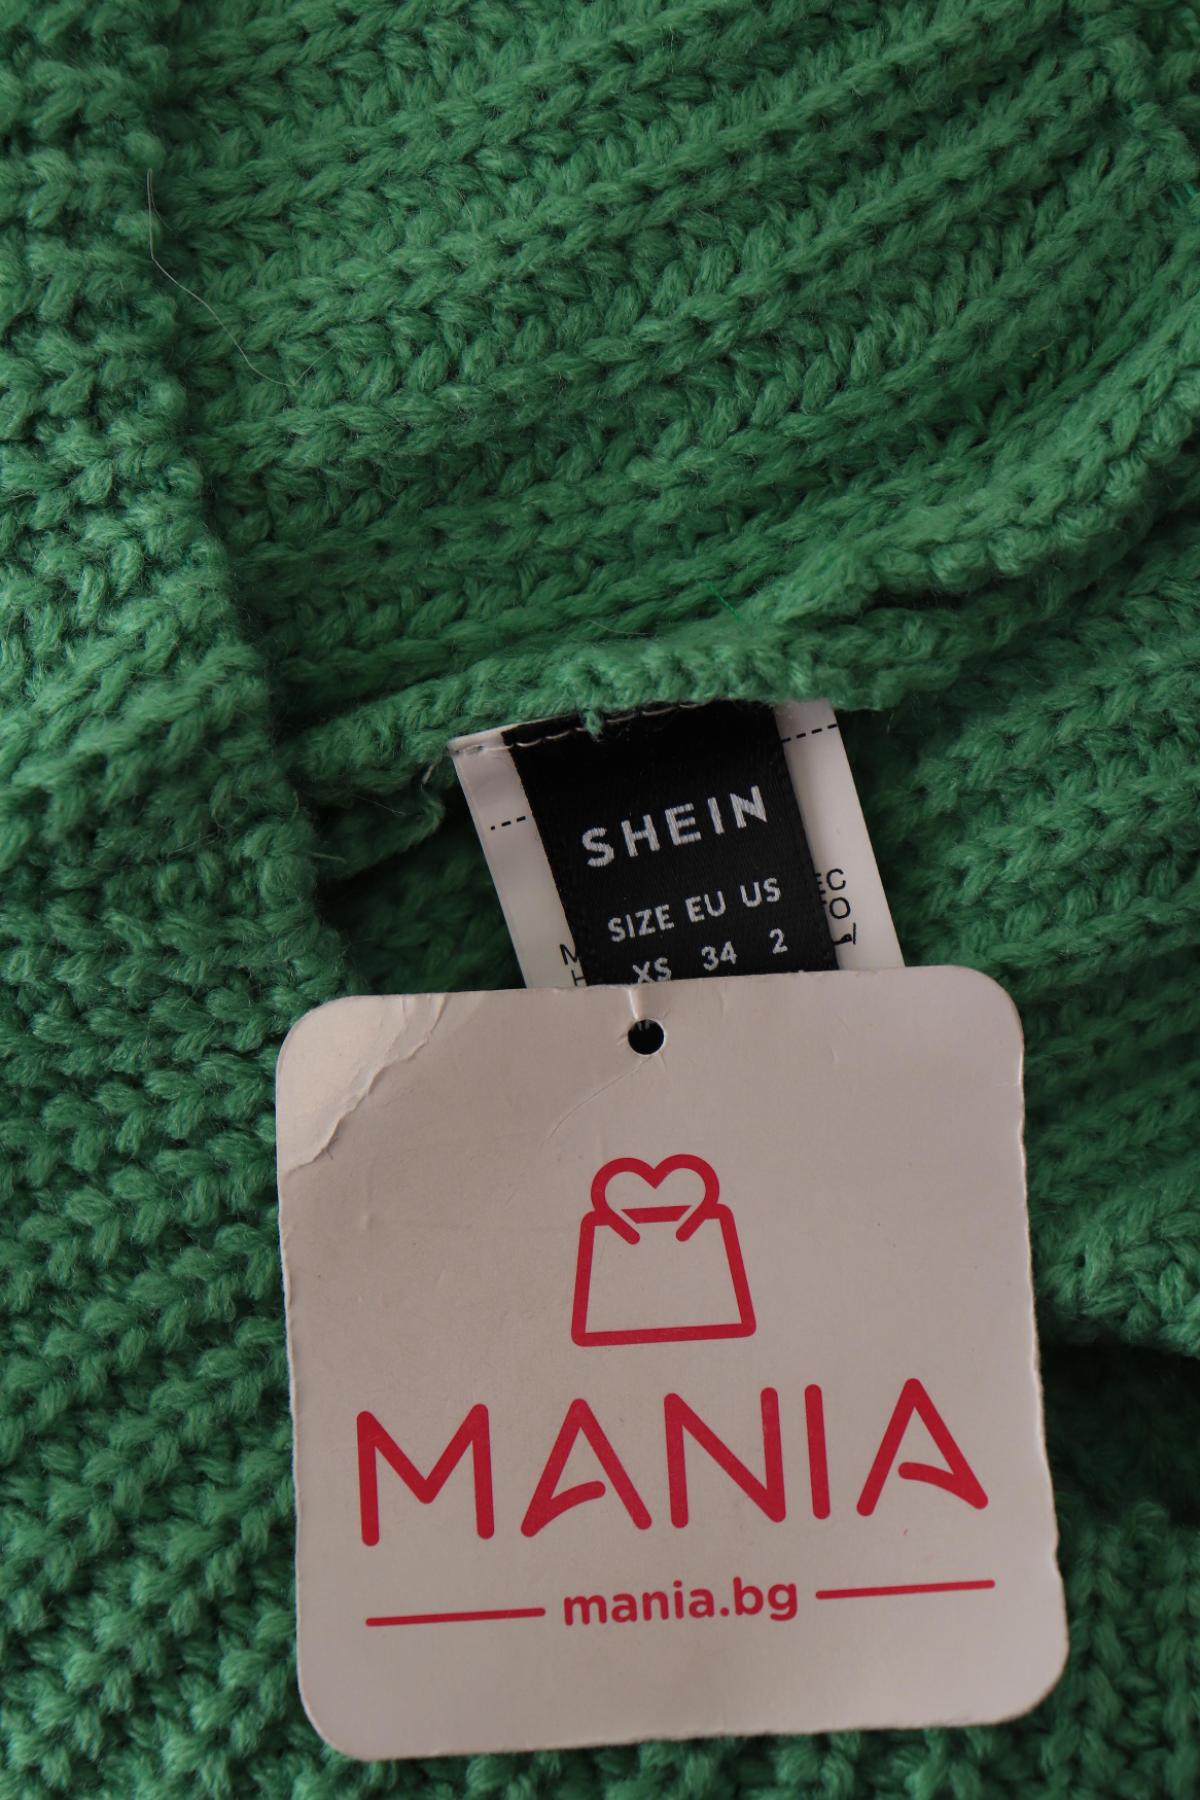 SHEIN
SIZE EU US
XS 34 2
MANIA
mania.bg